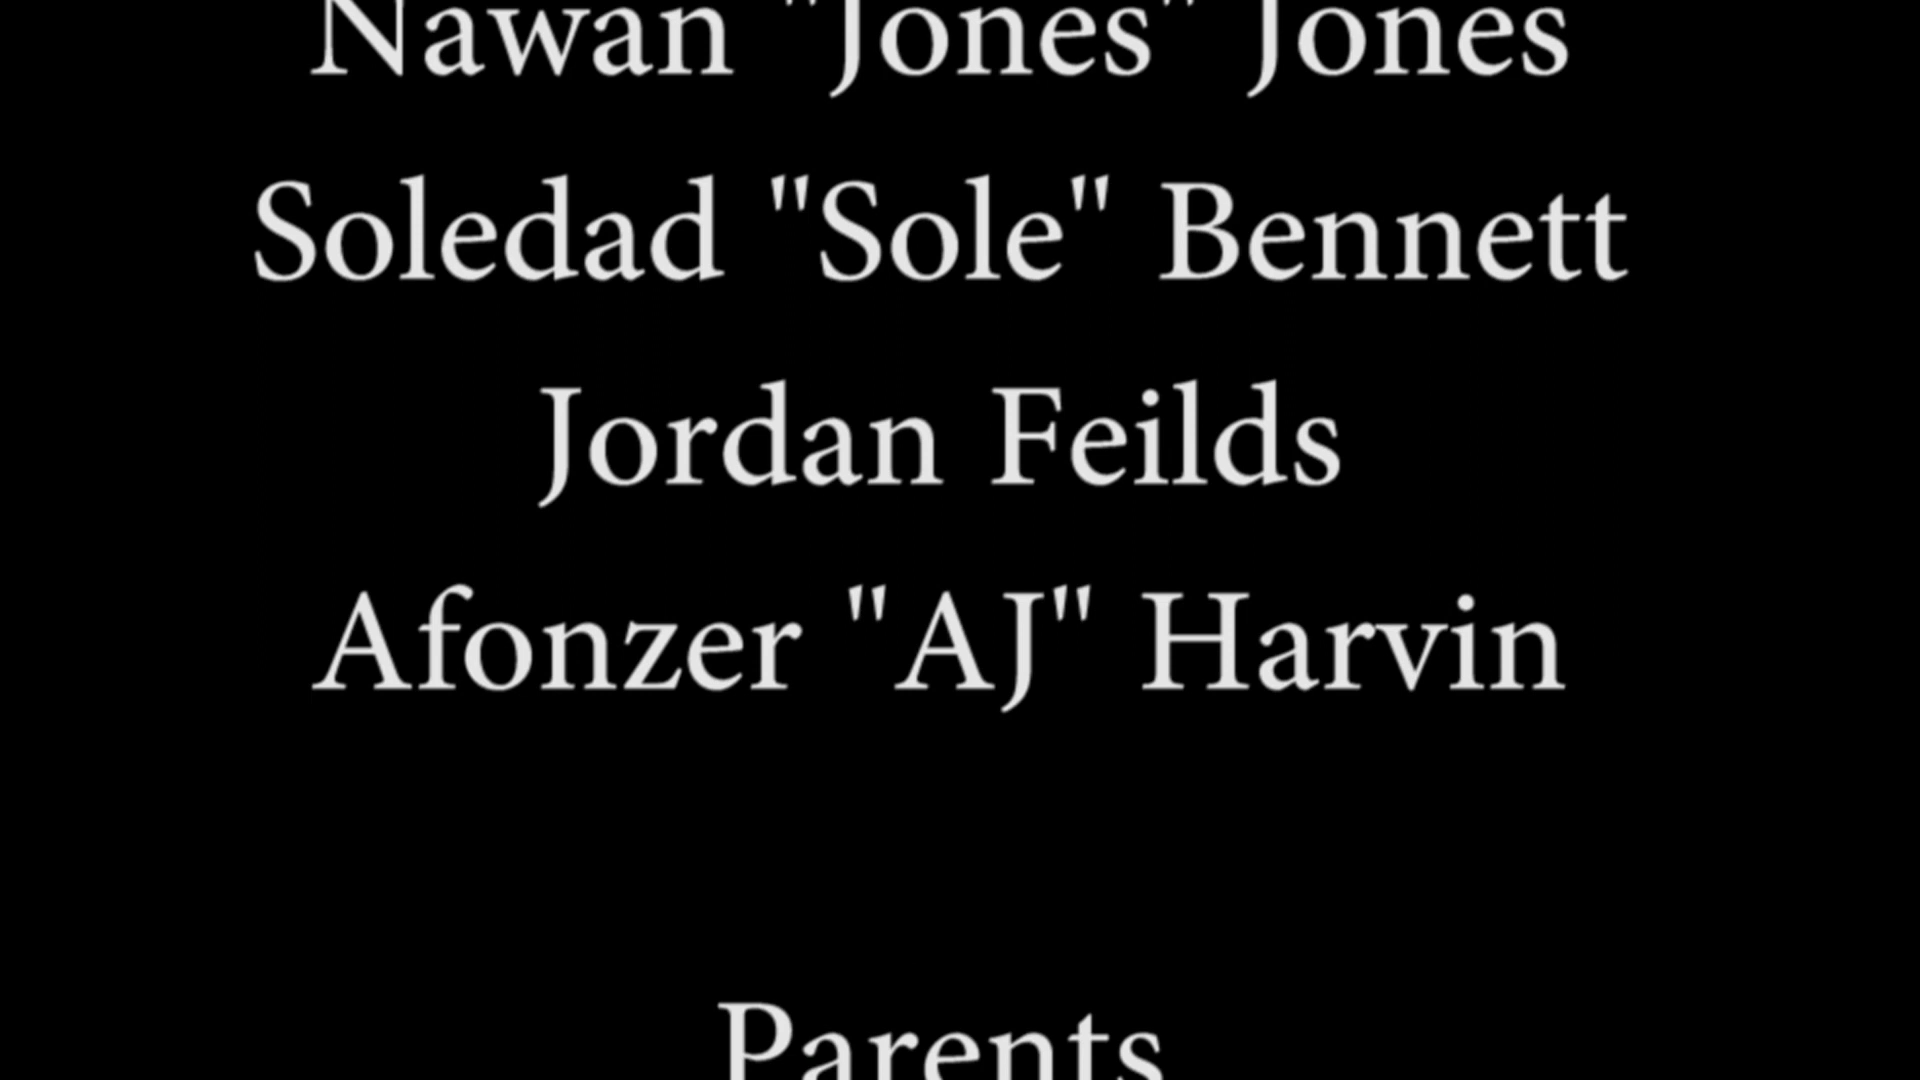 Nawan "Jones" Jones
Soledad "Sole" Bennett
Jordan Feilds
Afonzer "AJ" Harvin
Parents